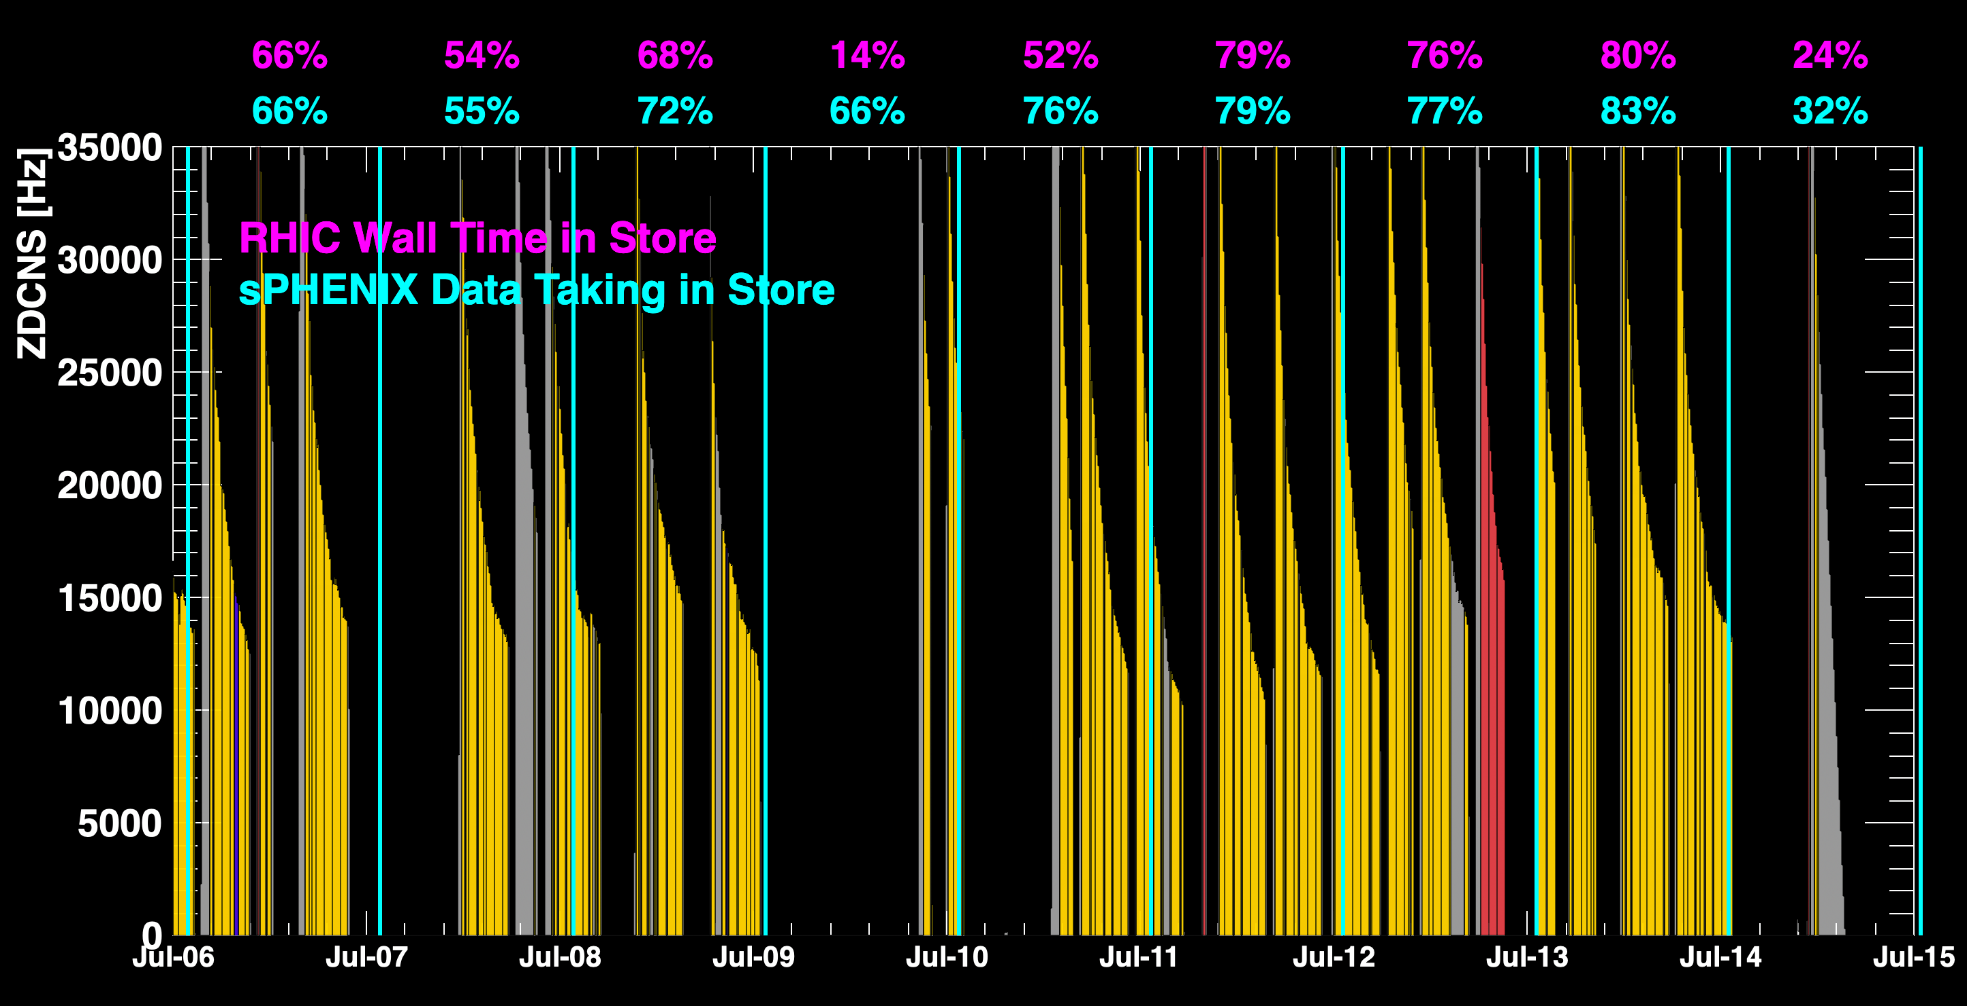 66% 54% 68% 14% 52% 79% 76% 80% 24%
66% 55% 72% 66% 76% 79% 77% 83% 32%
ZDCNS [Hz]
35000
30000
25000
20000
15000
10000
5000
0
RHIC Wall Time in Store
sPHENIX Data Taking in Store
Jul-06 Jul-07 Jul-08 Jul-09 Jul-10 Jul-11 Jul-12 Jul-13 Jul-14 Jul-15